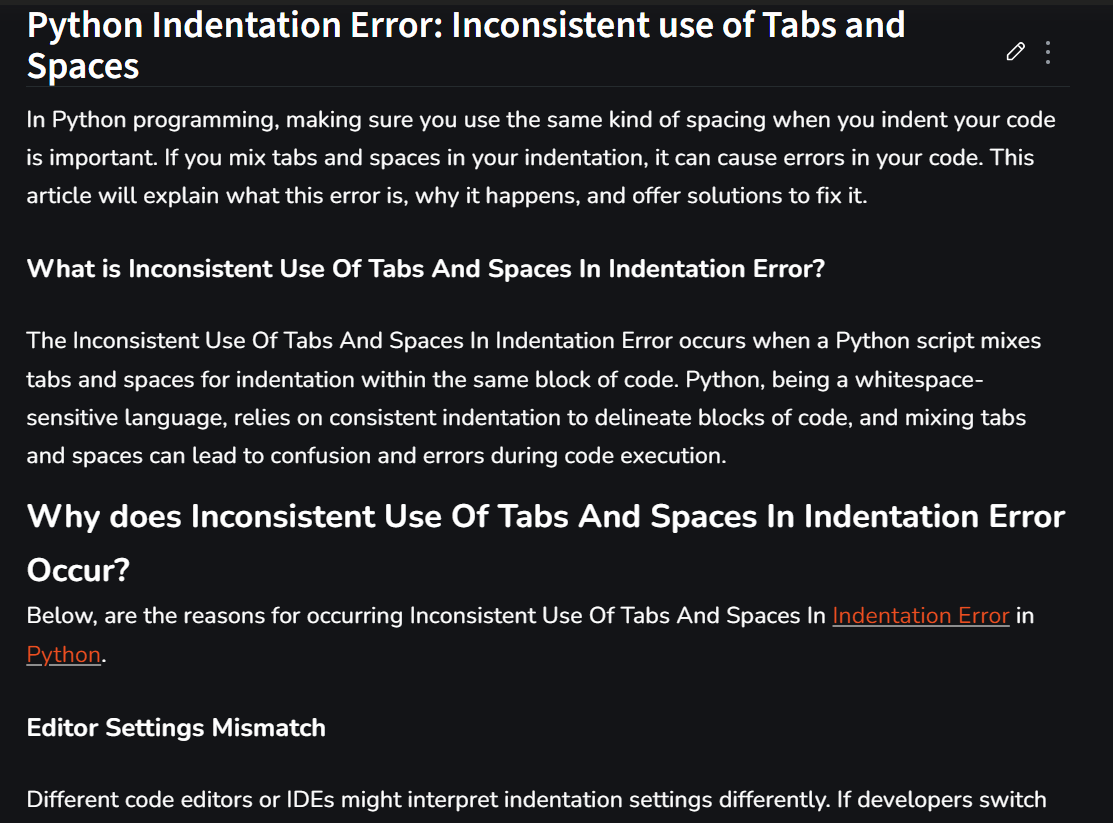 Python Indentation Error: Inconsistent use of Tabs and
Spaces
In Python programming, making sure you use the same kind of spacing when you indent your code
is important. If you mix tabs and spaces in your indentation, it can cause errors in your code. This
article will explain what this error is, why it happens, and offer solutions to fix it.
What is Inconsistent Use Of Tabs And Spaces In Indentation Error?
The Inconsistent Use Of Tabs And Spaces In Indentation Error occurs when a Python script mixes
tabs and spaces for indentation within the same block of code. Python, being a whitespace-
sensitive language, relies on consistent indentation to delineate blocks of code, and mixing tabs
and spaces can lead to confusion and errors during code execution.
Why does Inconsistent Use Of Tabs And Spaces In Indentation Error
Occur?
Below, are the reasons for occurring Inconsistent Use Of Tabs And Spaces In Indentation Error in
Python.
Editor Settings Mismatch
Different code editors or IDEs might interpret indentation settings differently. If developers switch